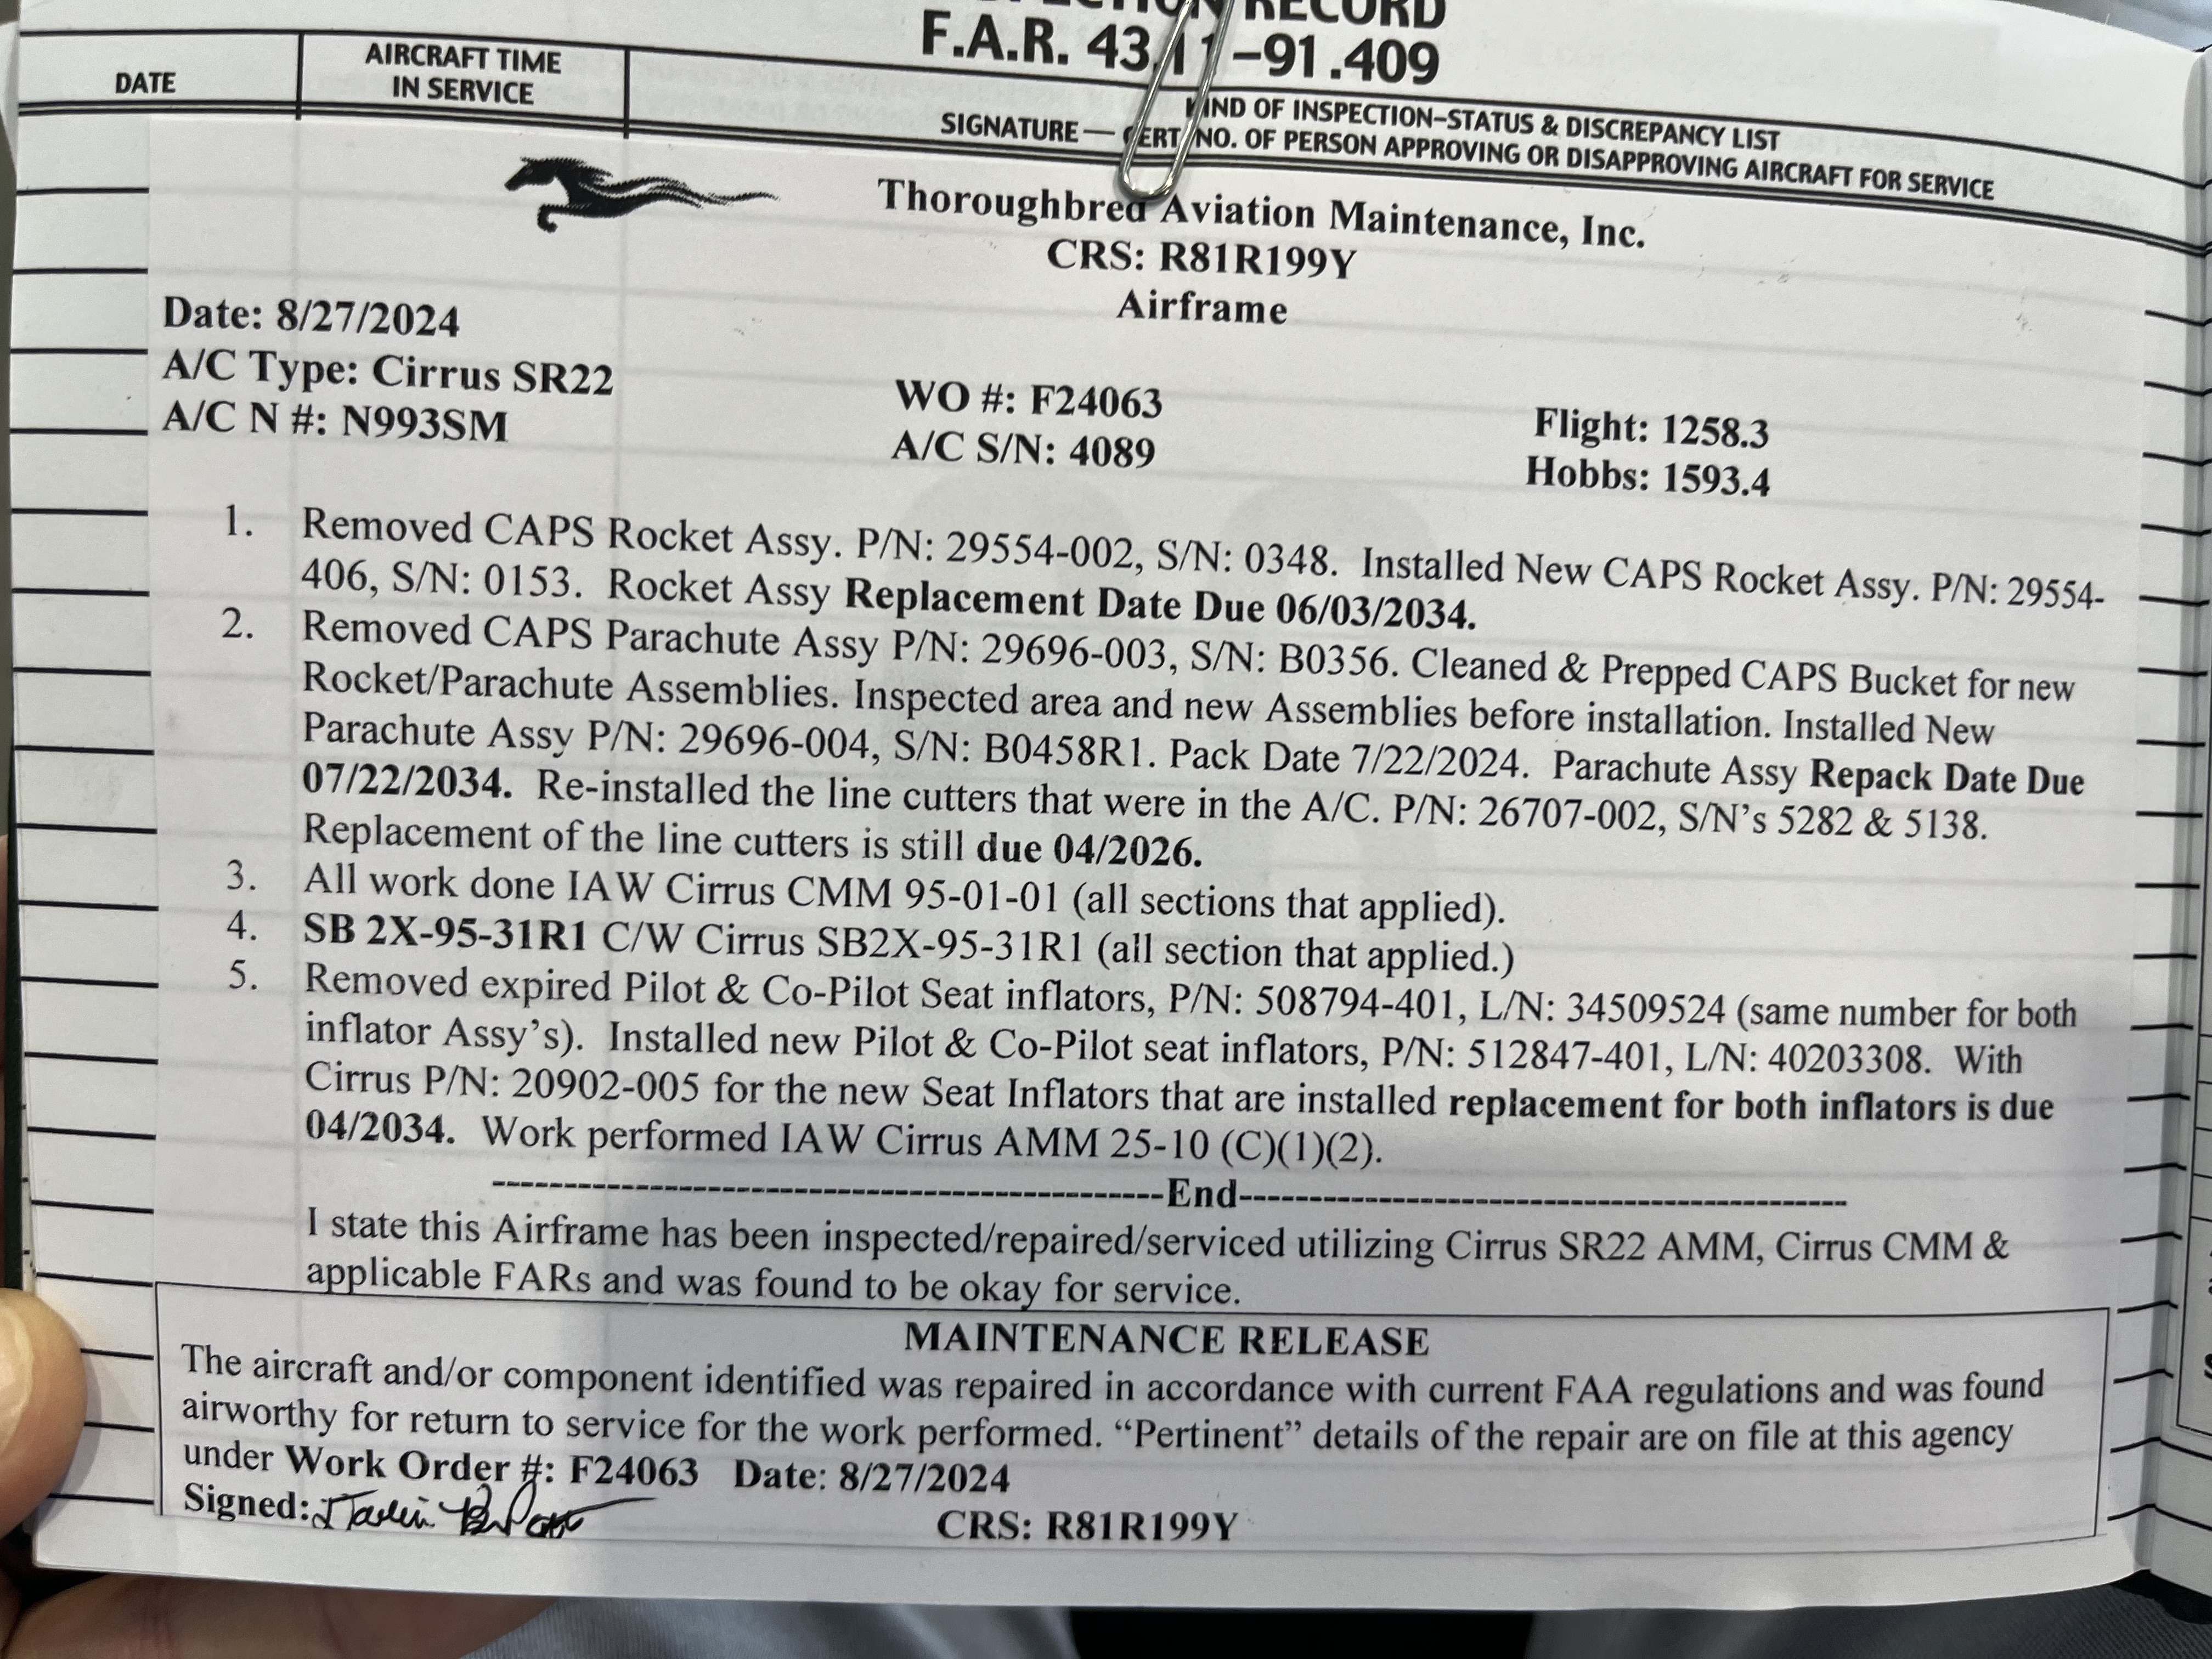 RECORD
F.A.R. 43.11-91.409
DATE
AIRCRAFT TIME
IN SERVICE
KIND OF INSPECTION-STATUS & DISCREPANCY LIST
SIGNATURE — CERT. NO. OF PERSON APPROVING OR DISAPPROVING AIRCRAFT FOR SERVICE
Thoroughbred Aviation Maintenance, Inc.
CRS: R81R199Y
Airframe
Date: 8/27/2024
A/C Type: Cirrus SR22
A/C N #: N993SM
WO #: F24063
A/C S/N: 4089
Flight: 1258.3
Hobbs: 1593.4
1. Removed CAPS Rocket Assy. P/N: 29554-002, S/N: 0348. Installed New CAPS Rocket Assy. P/N: 29554-
406, S/N: 0153. Rocket Assy Replacement Date Due 06/03/2034.
2. Removed CAPS Parachute Assy P/N: 29696-003, S/N: B0356. Cleaned & Prepped CAPS Bucket for new
Rocket/Parachute Assemblies. Inspected area and new Assemblies before installation. Installed New
Parachute Assy P/N: 29696-004, S/N: B0458R1. Pack Date 7/22/2024. Parachute Assy Repack Date Due
07/22/2034. Re-installed the line cutters that were in the A/C. P/N: 26707-002, S/N's 5282 & 5138.
Replacement of the line cutters is still due 04/2026.
3. All work done IAW Cirrus CMM 95-01-01 (all sections that applied).
4. SB 2X-95-31R1 C/W Cirrus SB2X-95-31R1 (all section that applied.)
5. Removed expired Pilot & Co-Pilot Seat inflators, P/N: 508794-401, L/N: 34509524 (same number for both
inflator Assy's). Installed new Pilot & Co-Pilot seat inflators, P/N: 512847-401, L/N: 40203308. With
Cirrus P/N: 20902-005 for the new Seat Inflators that are installed replacement for both inflators is due
04/2034. Work performed IAW Cirrus AMM 25-10 (C)(1)(2).
----------End----------
I state this Airframe has been inspected/repaired/serviced utilizing Cirrus SR22 AMM, Cirrus CMM &
applicable FARs and was found to be okay for service.
MAINTENANCE RELEASE
The aircraft and/or component identified was repaired in accordance with current FAA regulations and was found
airworthy for return to service for the work performed. "Pertinent" details of the repair are on file at this agency
under Work Order #: F24063 Date: 8/27/2024
Signed:
CRS: R81R199Y